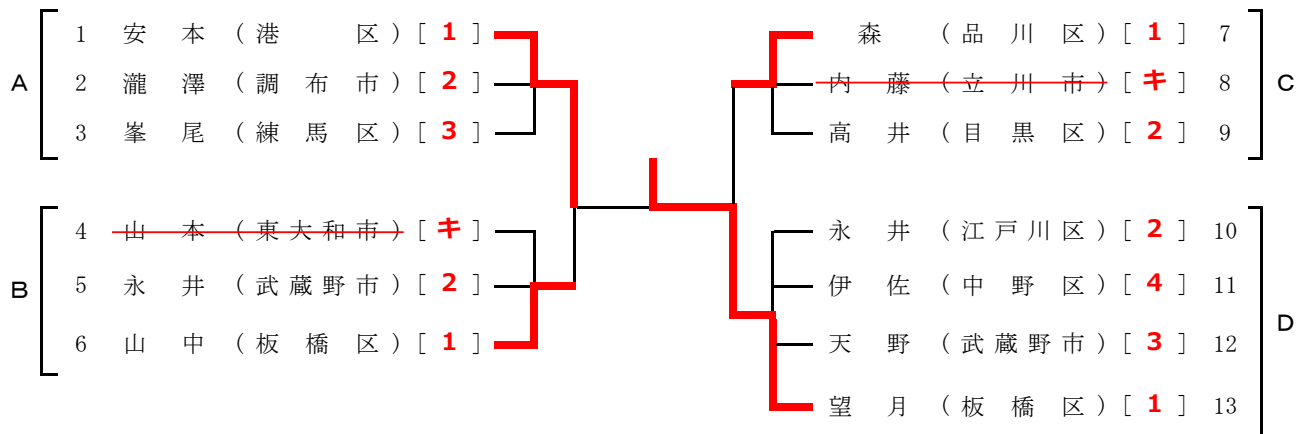 A
1 安本 (港区) [ 1 ]
2 瀧澤 (調布市) [ 2 ]
3 峯尾 (練馬区) [ 3 ]
B
4 山本 (東大和市) [ キ ]
5 永井 (武蔵野市) [ 2 ]
6 山中 (板橋区) [ 1 ]
C
森 (品川区) [ 1 ] 7
内藤 (立川市) [ キ ] 8
高井 (目黒区) [ 2 ] 9
D
永井 (江戸川区) [ 2 ] 10
伊佐 (中野区) [ 4 ] 11
天野 (武蔵野市) [ 3 ] 12
望月 (板橋区) [ 1 ] 13